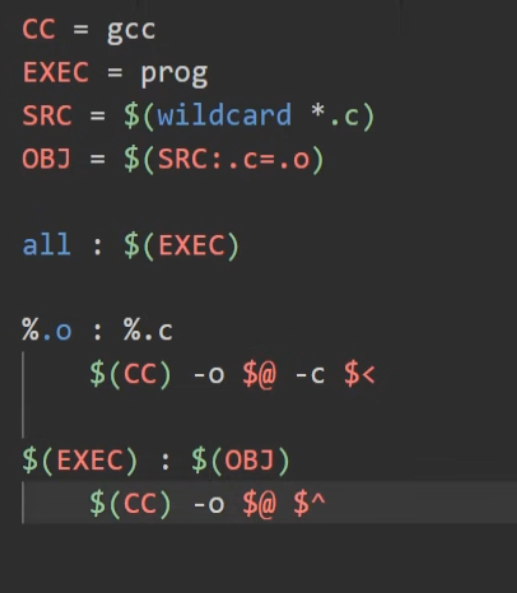 CC = gcc
EXEC = prog
SRC = $(wildcard *.c)
OBJ = $(SRC:.c=.o)
all : $(EXEC)
%.o : %.c
$(CC) -o $@ -c $<
$(EXEC) : $(OBJ)
$(CC) -o $@ $^